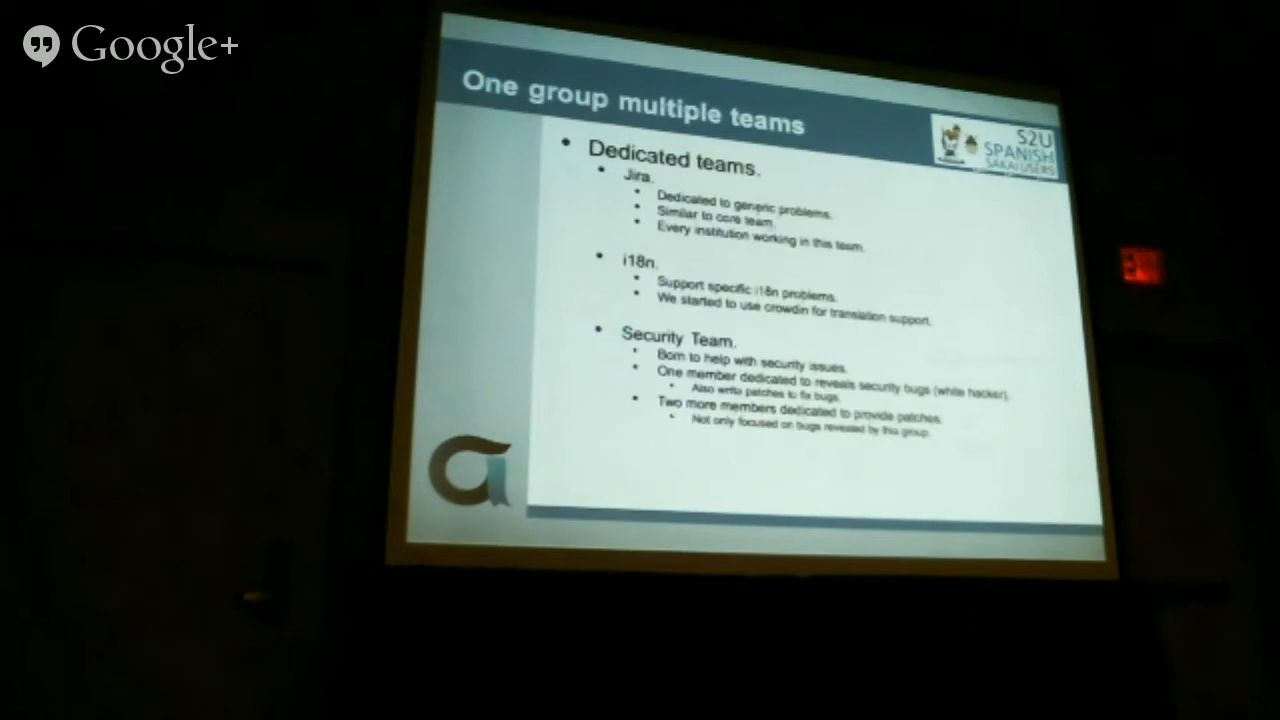 Google+
One group multiple teams
S2U
SPANISH
SAKAI USERS
Dedicated teams.
Jira.
Dedicated to generic problems.
Similar to core team.
Every institution working in this team.
i18n.
Support specific i18n problems.
We started to use crowdin for translation support.
Security Team.
Born to help with security issues.
One member dedicated to reveals security bugs (white hacker).
Also write patches to fix bugs.
Two more members dedicated to provide patches.
Not only focused on bugs revealed by this group.